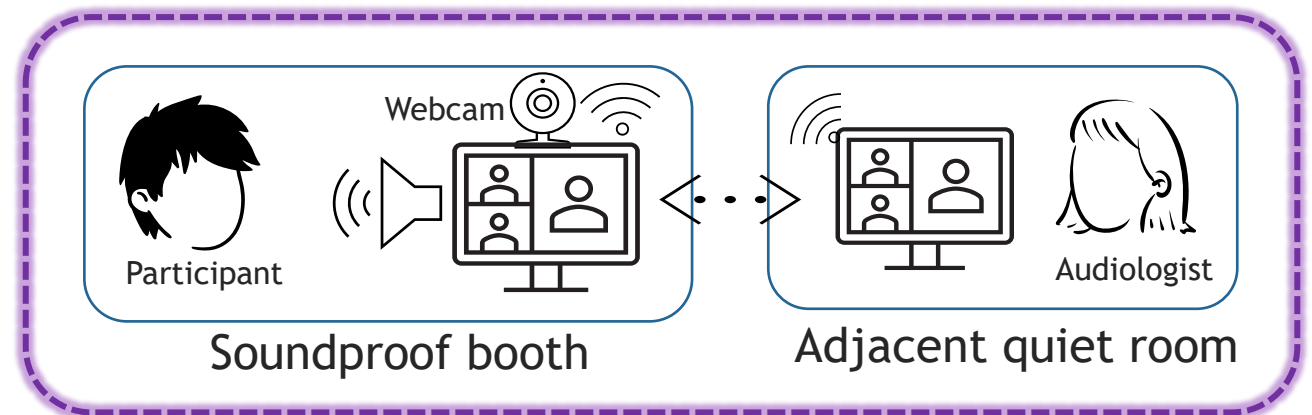 Webcam
Participant
Audiologist
Soundproof booth
Adjacent quiet room